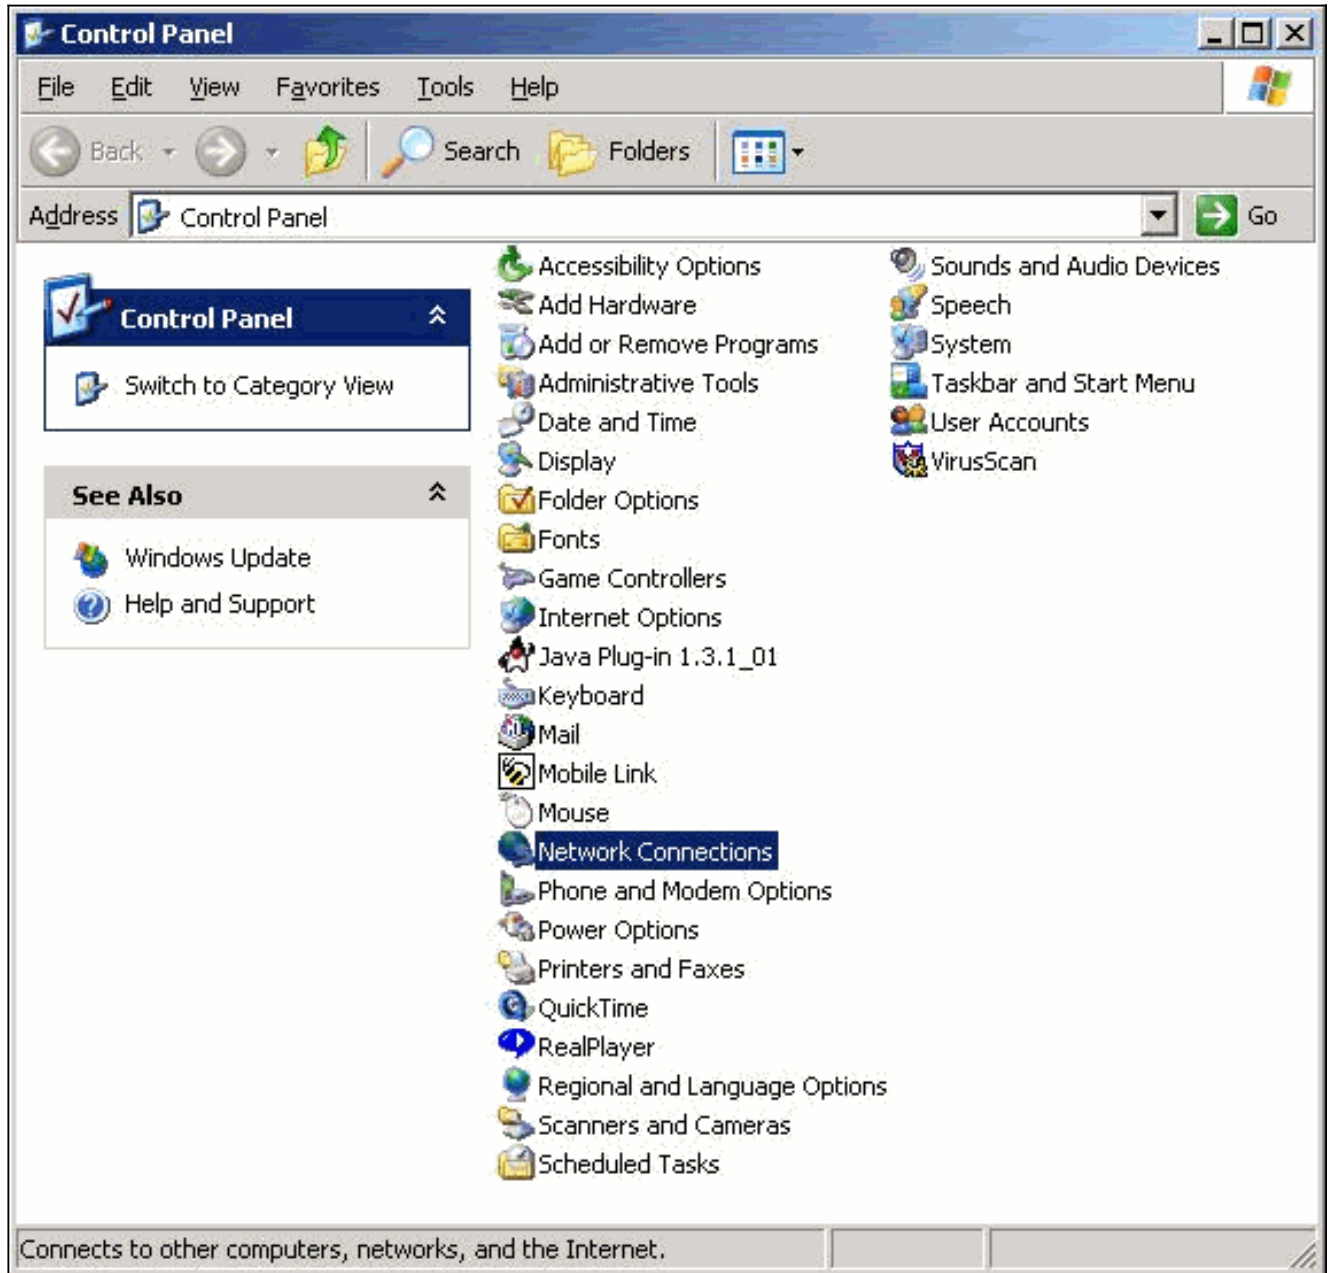 Control Panel
File Edit View Favorites Tools Help
Back Search Folders
Address Control Panel Go
Control Panel
Switch to Category View
See Also
Windows Update
Help and Support
Accessibility Options
Add Hardware
Add or Remove Programs
Administrative Tools
Date and Time
Display
Folder Options
Fonts
Game Controllers
Internet Options
Java Plug-in 1.3.1_01
Keyboard
Mail
Mobile Link
Mouse
Network Connections
Phone and Modem Options
Power Options
Printers and Faxes
QuickTime
RealPlayer
Regional and Language Options
Scanners and Cameras
Scheduled Tasks
Sounds and Audio Devices
Speech
System
Taskbar and Start Menu
User Accounts
VirusScan
Connects to other computers, networks, and the Internet.